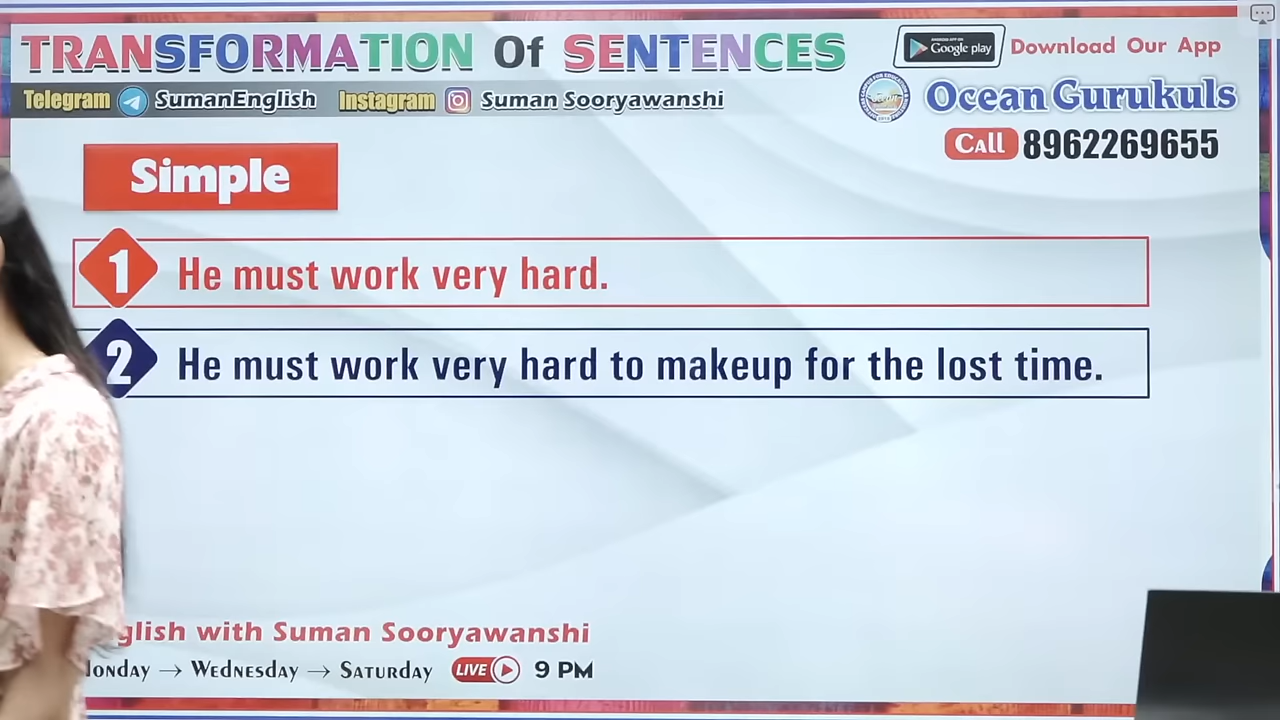 TRANSFORMATION Of SENTENCES
Google play Download Our App
Telegram SumanEnglish Instagram Suman Sooryawanshi
Ocean Gurukuls
Call 8962269655
Simple
1 He must work very hard.
2 He must work very hard to makeup for the lost time.
glish with Suman Sooryawanshi
onday → Wednesday → Saturday LIVE 9 PM